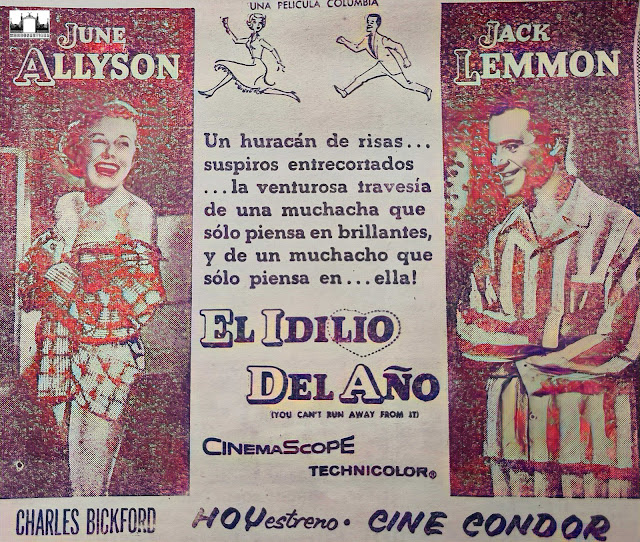 UNA PELICULA COLUMBIA
JUNE
ALLYSON
JACK
LEMMON
Un huracán de risas...
suspiros entrecortados
...la venturosa travesía
de una muchacha que
sólo piensa en brillantes,
y de un muchacho que
sólo piensa en...ella!
EL IDILIO
DEL AÑO
(YOU CAN'T RUN AWAY FROM IT)
CINEMASCOPE
TECHNICOLOR®
CHARLES BICKFORD
HOY estreno • CINE CONDOR